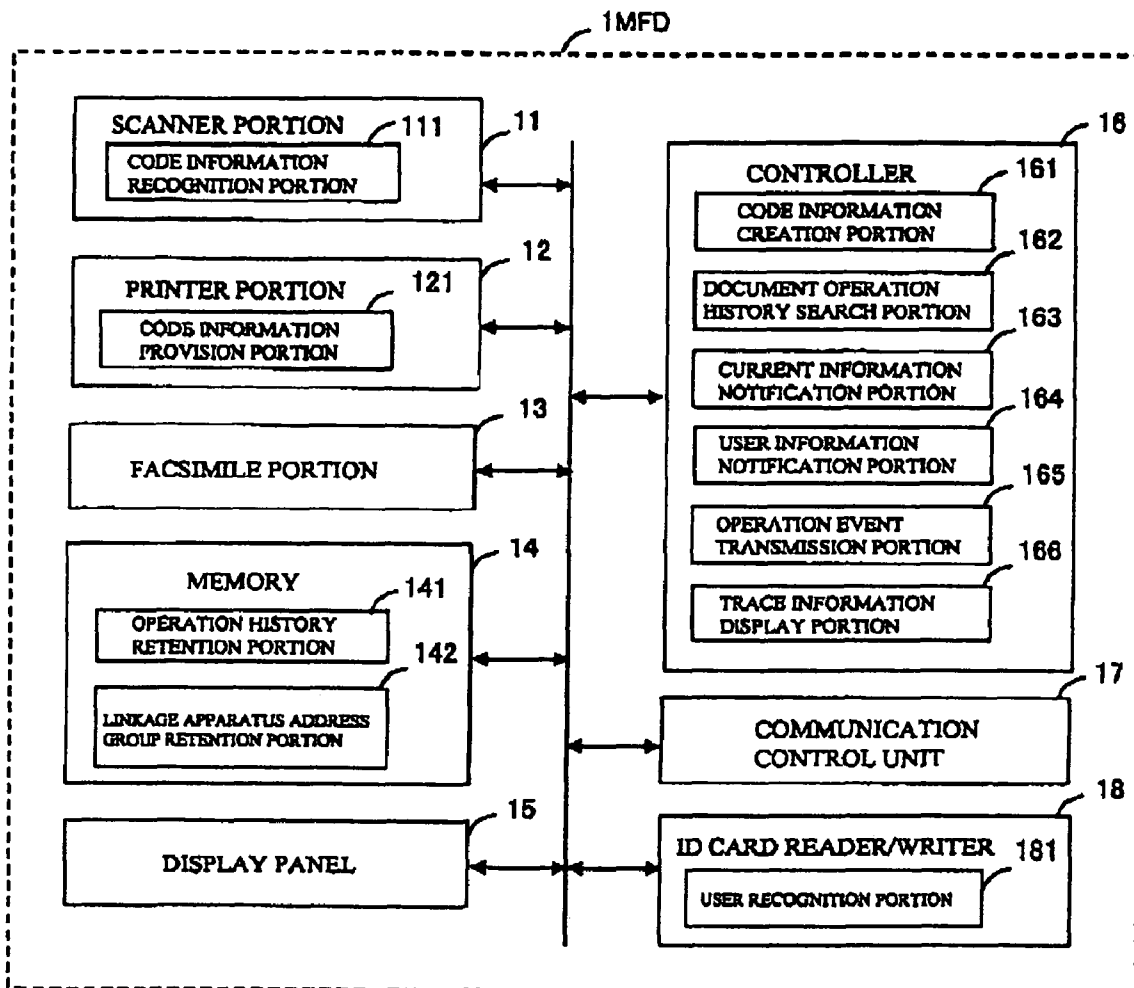 1MFD
SCANNER PORTION
111
11
CODE INFORMATION
RECOGNITION PORTION
PRINTER PORTION
121
12
CODE INFORMATION
PROVISION PORTION
13
FACSIMILE PORTION
14
MEMORY
141
OPERATION HISTORY
RETENTION PORTION
142
LINKAGE APPARATUS ADDRESS
GROUP RETENTION PORTION
15
DISPLAY PANEL
16
CONTROLLER
161
CODE INFORMATION
CREATION PORTION
162
DOCUMENT OPERATION
HISTORY SEARCH PORTION
163
CURRENT INFORMATION
NOTIFICATION PORTION
164
USER INFORMATION
NOTIFICATION PORTION
165
OPERATION EVENT
TRANSMISSION PORTION
166
TRACE INFORMATION
DISPLAY PORTION
17
COMMUNICATION
CONTROL UNIT
18
ID CARD READER/WRITER
181
USER RECOGNITION PORTION